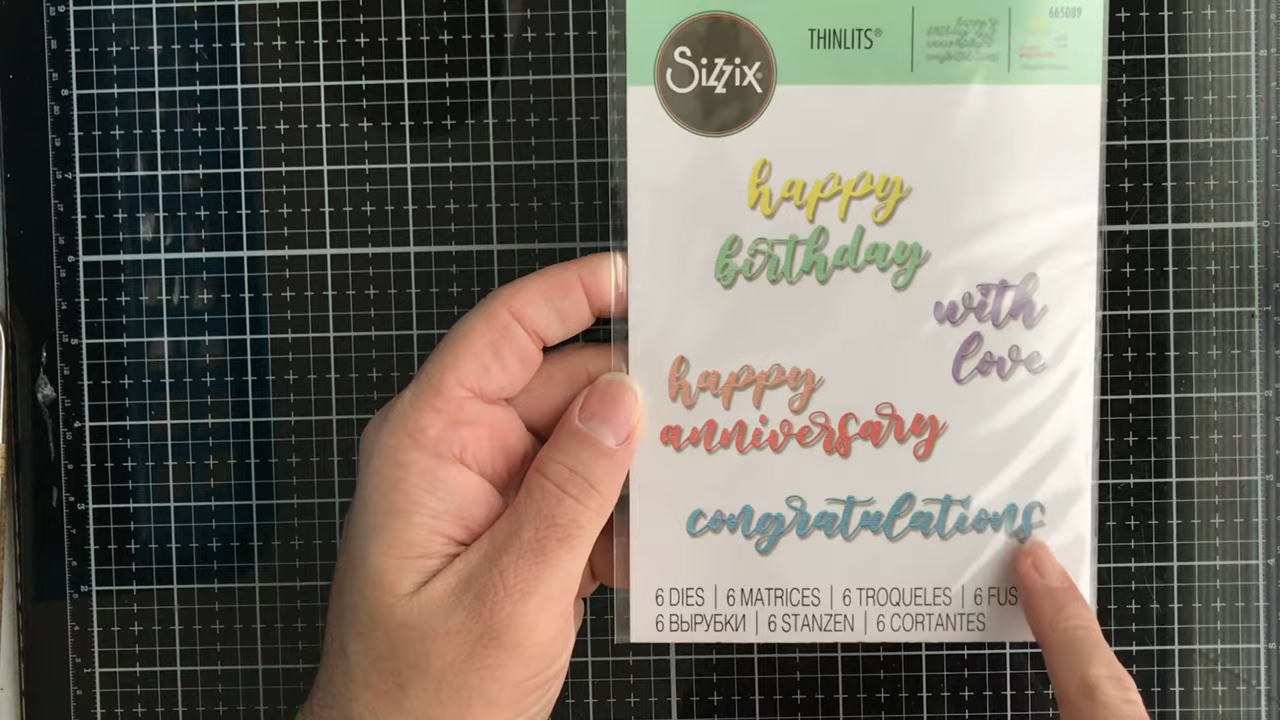 665089
Sizzix®
THINLITS®
happy
birthday
with
love
happy
anniversary
congratulations
6 DIES | 6 MATRICES | 6 TROQUELES | 6 FUS
6 ВЫРУБКИ | 6 STANZEN | 6 CORTANTES